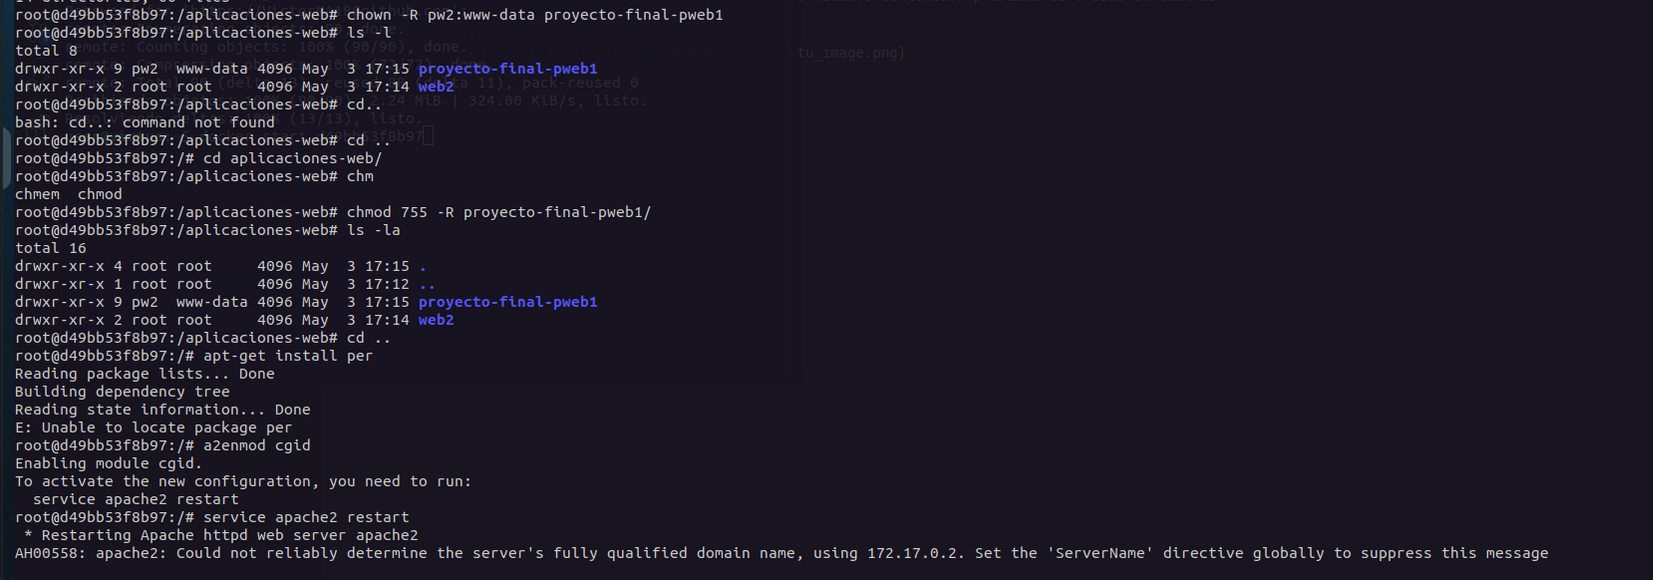 root@d49bb53f8b97:/aplicaciones-web# chown -R pw2:www-data proyecto-final-pweb1
root@d49bb53f8b97:/aplicaciones-web# ls -l
total 8
drwxr-xr-x 9 pw2  www-data 4096 May  3 17:15 proyecto-final-pweb1
drwxr-xr-x 2 root root     4096 May  3 17:14 web2
root@d49bb53f8b97:/aplicaciones-web# cd..
bash: cd..: command not found
root@d49bb53f8b97:/aplicaciones-web# cd ..
root@d49bb53f8b97:/# cd aplicaciones-web/
root@d49bb53f8b97:/aplicaciones-web# chm
chmem  chmod
root@d49bb53f8b97:/aplicaciones-web# chmod 755 -R proyecto-final-pweb1/
root@d49bb53f8b97:/aplicaciones-web# ls -la
total 16
drwxr-xr-x 4 root root     4096 May  3 17:15 .
drwxr-xr-x 1 root root     4096 May  3 17:12 ..
drwxr-xr-x 9 pw2  www-data 4096 May  3 17:15 proyecto-final-pweb1
drwxr-xr-x 2 root root     4096 May  3 17:14 web2
root@d49bb53f8b97:/aplicaciones-web# cd ..
root@d49bb53f8b97:/# apt-get install per
Reading package lists... Done
Building dependency tree
Reading state information... Done
E: Unable to locate package per
root@d49bb53f8b97:/# a2enmod cgid
Enabling module cgid.
To activate the new configuration, you need to run:
  service apache2 restart
root@d49bb53f8b97:/# service apache2 restart
 * Restarting Apache httpd web server apache2
AH00558: apache2: Could not reliably determine the server's fully qualified domain name, using 172.17.0.2. Set the 'ServerName' directive globally to suppress this message